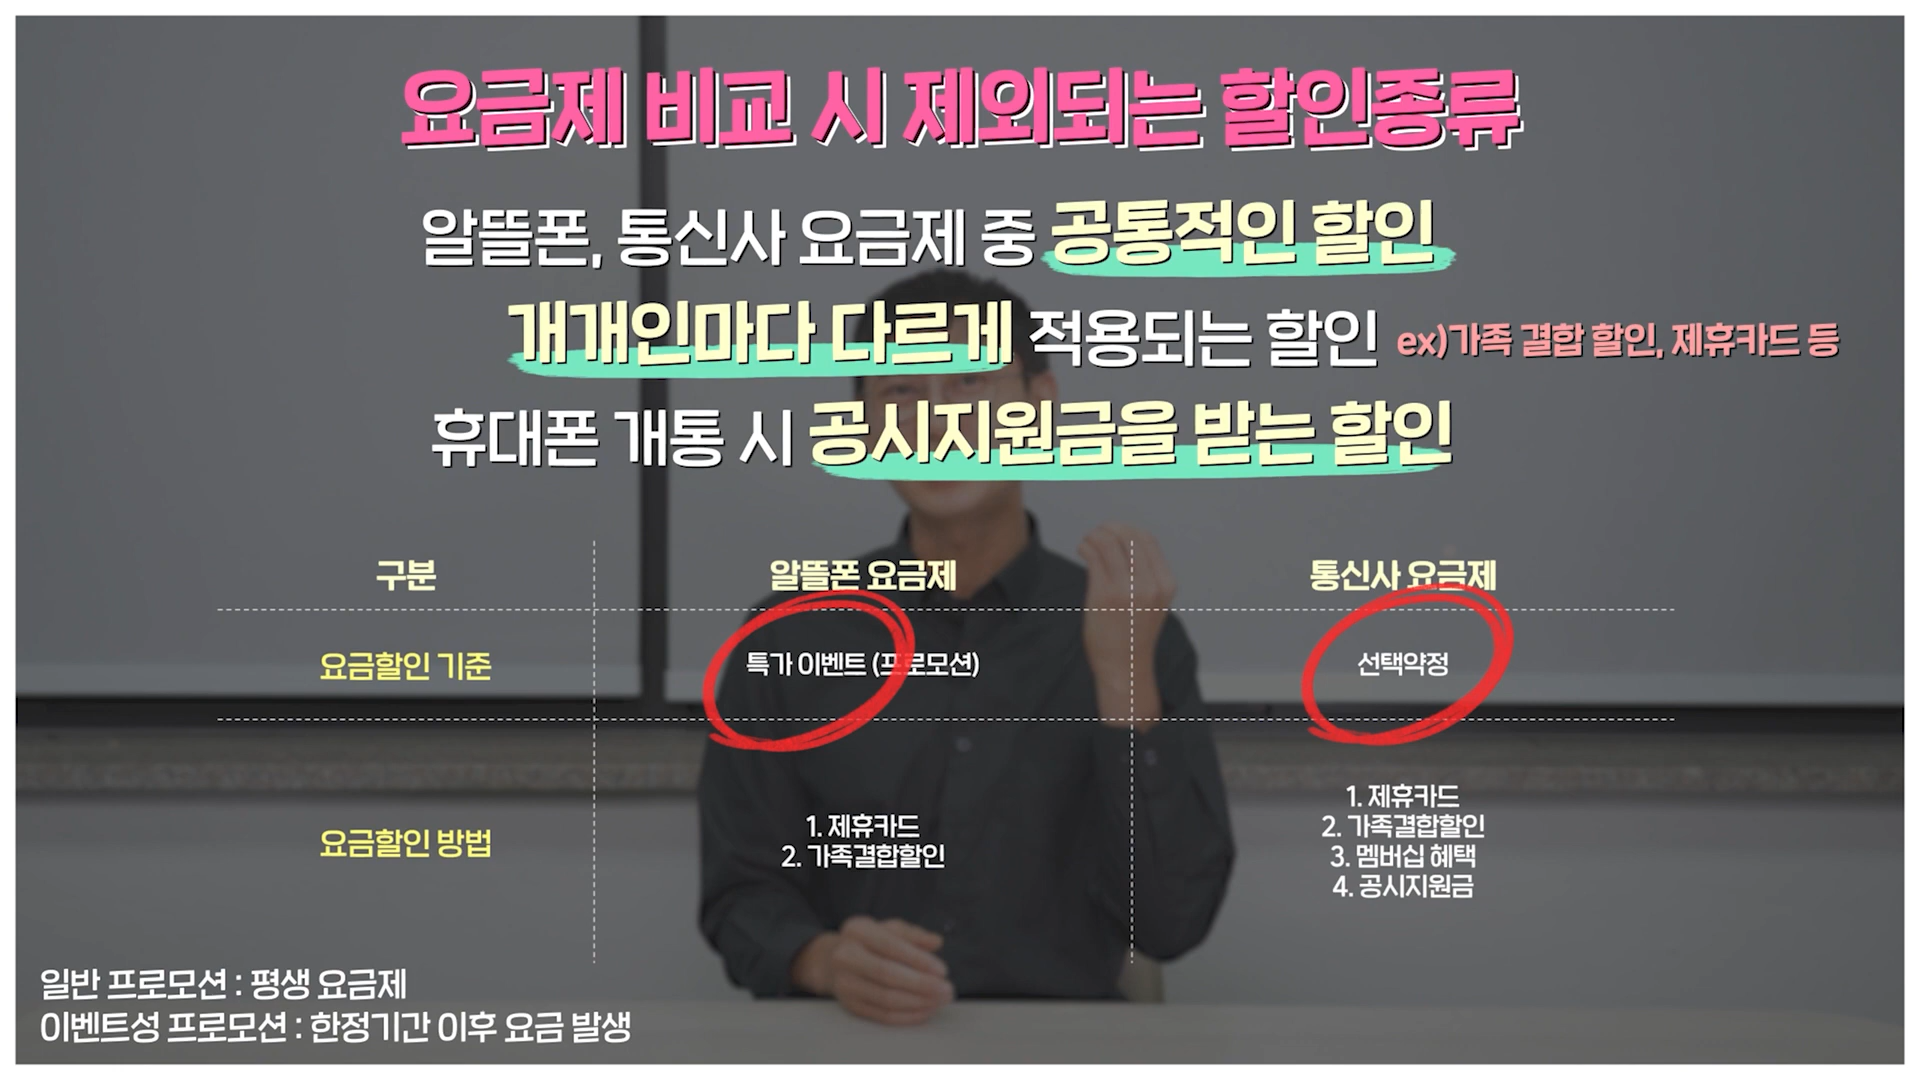 요금제 비교 시 제외되는 할인종류
알뜰폰, 통신사 요금제 중 공통적인 할인
개개인마다 다르게 적용되는 할인 ex)가족 결합 할인, 제휴카드 등
휴대폰 개통 시 공시지원금을 받는 할인
구분 알뜰폰 요금제 통신사 요금제
요금할인 기준 특가 이벤트 (프로모션) 선택약정
요금할인 방법
1. 제휴카드
2. 가족결합할인
1. 제휴카드
2. 가족결합할인
3. 멤버십 혜택
4. 공시지원금
일반 프로모션 : 평생 요금제
이벤트성 프로모션 : 한정기간 이후 요금 발생